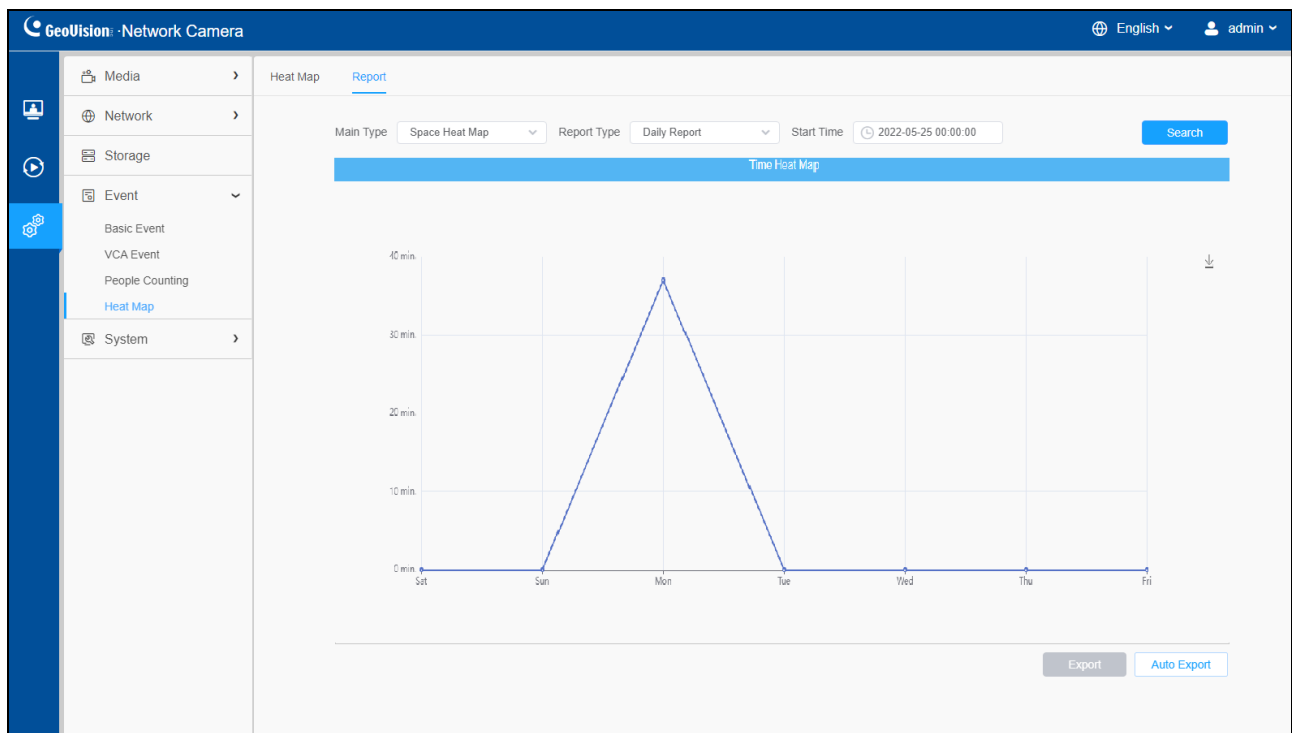 GeoVision · Network Camera
English
admin
Media
Network
Storage
Event
Basic Event
VCA Event
People Counting
Heat Map
System
Heat Map Report
Main Type Space Heat Map Report Type Daily Report Start Time 2022-05-25 00:00:00 Search
Time Heat Map
40 min.
30 min.
20 min.
10 min.
0 min.
Sat Sun Mon Tue Wed Thu Fri
Export Auto Export